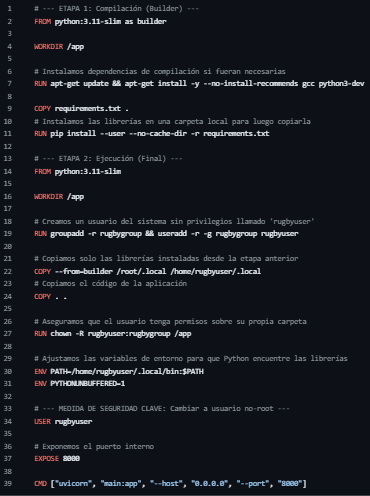 1 # --- ETAPA 1: Compilación (Builder) ---
2 FROM python:3.11-slim as builder
3
4 WORKDIR /app
5
6 # Instalamos dependencias de compilación si fueran necesarias
7 RUN apt-get update && apt-get install -y --no-install-recommends gcc python3-dev
8
9 COPY requirements.txt .
10 # Instalamos las librerías en una carpeta local para luego copiarla
11 RUN pip install --user --no-cache-dir -r requirements.txt
12
13 # --- ETAPA 2: Ejecución (Final) ---
14 FROM python:3.11-slim
15
16 WORKDIR /app
17
18 # Creamos un usuario del sistema sin privilegios llamado 'rugbyuser'
19 RUN groupadd -r rugbygroup && useradd -r -g rugbygroup rugbyuser
20
21 # Copiamos solo las librerías instaladas desde la etapa anterior
22 COPY --from=builder /root/.local /home/rugbyuser/.local
23 # Copiamos el código de la aplicación
24 COPY . .
25
26 # Aseguramos que el usuario tenga permisos sobre su propia carpeta
27 RUN chown -R rugbyuser:rugbygroup /app
28
29 # Ajustamos las variables de entorno para que Python encuentre las librerías
30 ENV PATH=/home/rugbyuser/.local/bin:$PATH
31 ENV PYTHONUNBUFFERED=1
32
33 # --- MEDIDA DE SEGURIDAD CLAVE: Cambiar a usuario no-root ---
34 USER rugbyuser
35
36 # Exponemos el puerto interno
37 EXPOSE 8000
38
39 CMD ["uvicorn", "main:app", "--host", "0.0.0.0", "--port", "8000"]